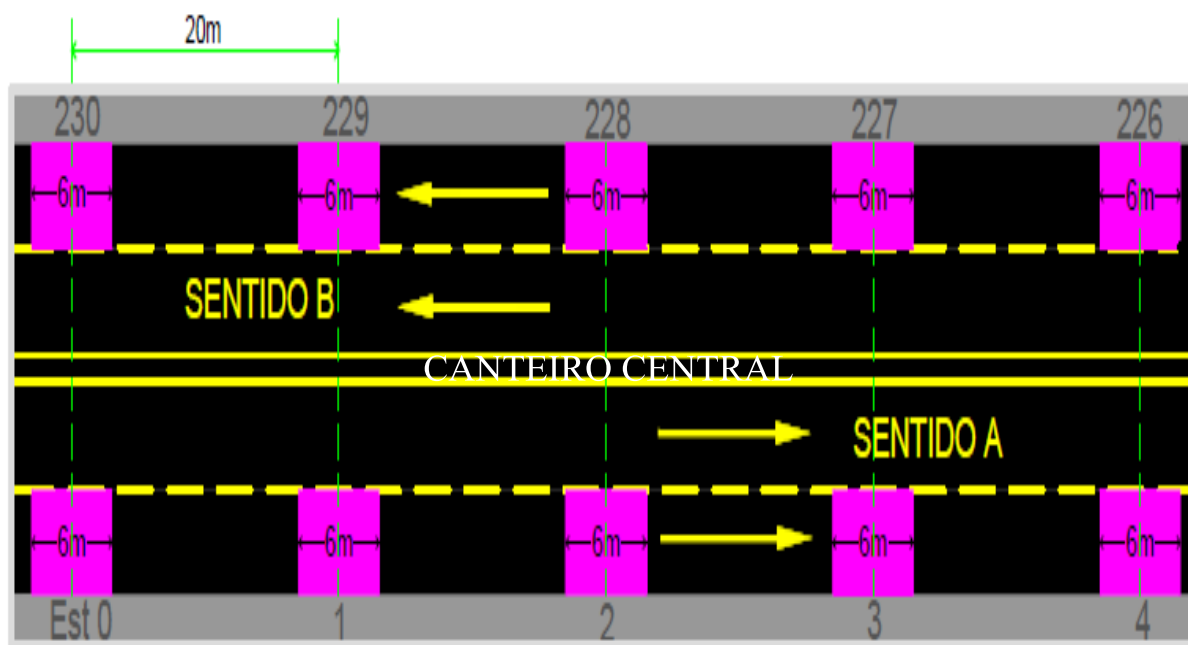 20m
230 229 228 227 226
6m 6m 6m 6m 6m
SENTIDO B
CANTEIRO CENTRAL
SENTIDO A
6m 6m 6m 6m 6m
Est 0 1 2 3 4